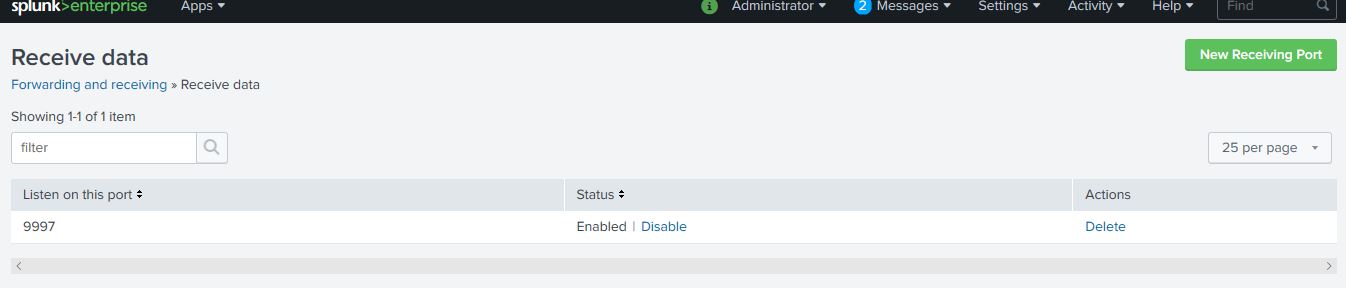 splunk>enterprise Apps Administrator 2 Messages Settings Activity Help Find
Receive data New Receiving Port
Forwarding and receiving » Receive data
Showing 1-1 of 1 item
filter 25 per page
Listen on this port Status Actions
9997 Enabled | Disable Delete